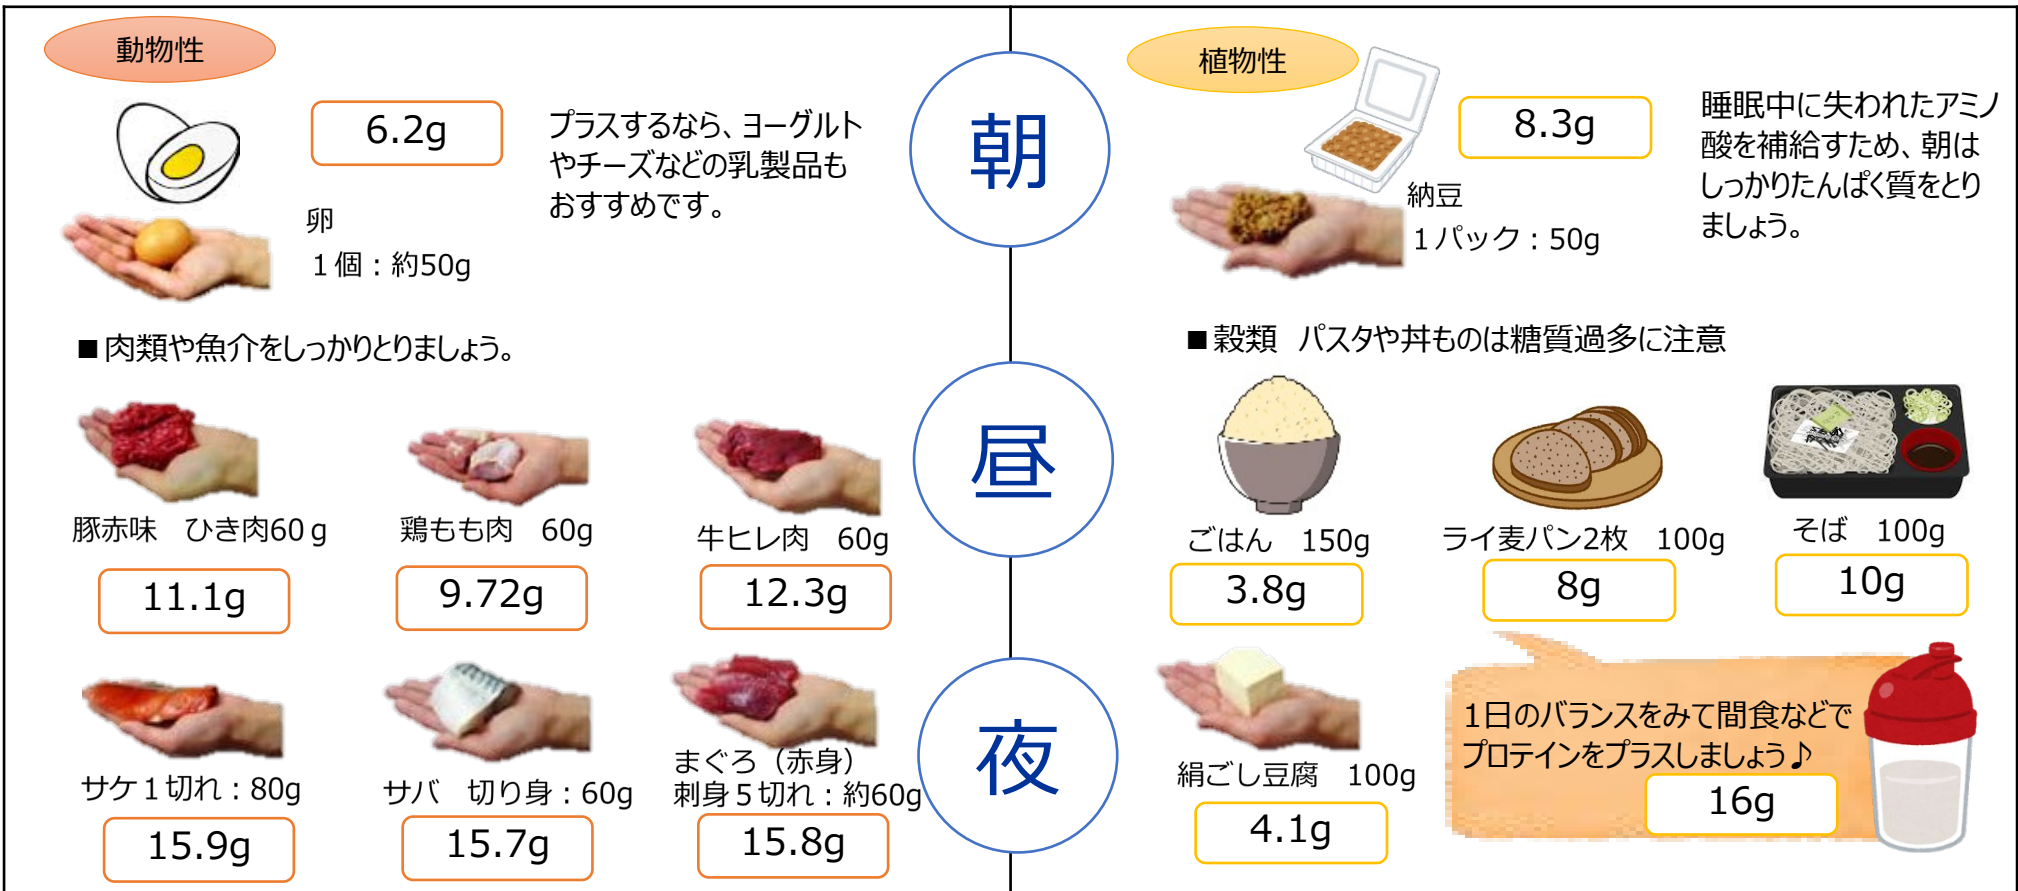 動物性
6.2g
プラスするなら、ヨーグルト
やチーズなどの乳製品も
おすすめです。
卵
１個：約50g
朝
植物性
8.3g
納豆
１パック：50g
睡眠中に失われたアミノ
酸を補給すため、朝は
しっかりたんぱく質をとり
ましょう。
■肉類や魚介をしっかりとりましょう。
豚赤味　ひき肉60ｇ
11.1g
鶏もも肉　60g
9.72g
牛ヒレ肉　60g
12.3g
昼
■穀類　パスタや丼ものは糖質過多に注意
ごはん　150g
3.8g
ライ麦パン2枚　100g
8g
そば　100g
10g
サケ１切れ：80g
15.9g
サバ　切り身：60g
15.7g
まぐろ（赤身）
刺身５切れ：約60g
15.8g
夜
絹ごし豆腐　100g
4.1g
1日のバランスをみて間食などで
プロテインをプラスしましょう♪
16g